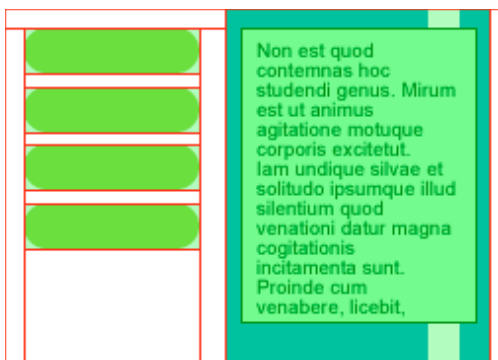 Non est quod
contemnas hoc
studendi genus. Mirum
est ut animus
agitatione motuque
corporis excitetut.
Iam undique silvae et
solitudo ipsumque illud
silentium quod
venationi datur magna
cogitationis
incitamenta sunt.
Proinde cum
venabere, licebit,